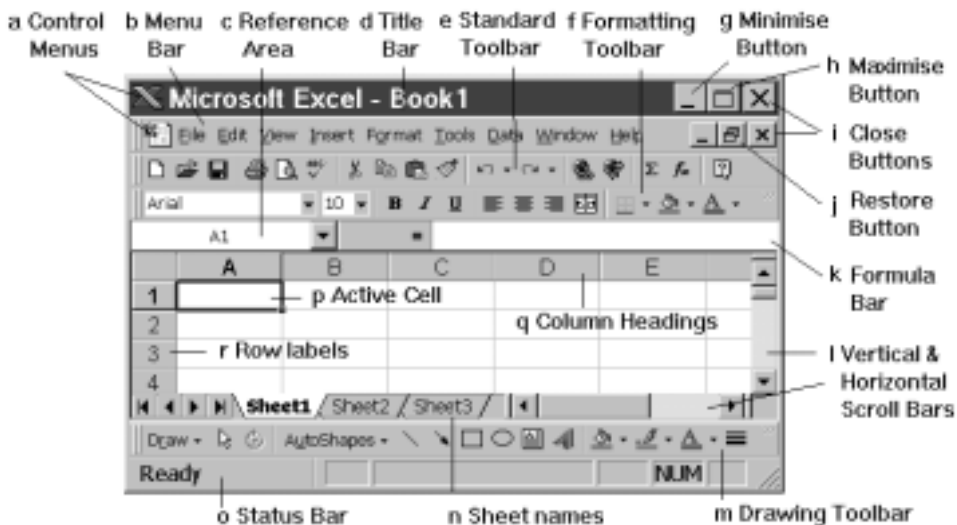 a Control Menus
b Menu Bar
c Reference Area
d Title Bar
e Standard Toolbar
f Formatting Toolbar
g Minimise Button
h Maximise Button
Microsoft Excel - Book1
i Close Buttons
File Edit View Insert Format Tools Data Window Help
Arial 10 B I U
j Restore Button
A1 =
k Formula Bar
A B C D E
1
p Active Cell
2
q Column Headings
3
r Row labels
4
l Vertical & Horizontal Scroll Bars
Sheet1 Sheet2 Sheet3
Draw AutoShapes
Ready NUM
o Status Bar
n Sheet names
m Drawing Toolbar